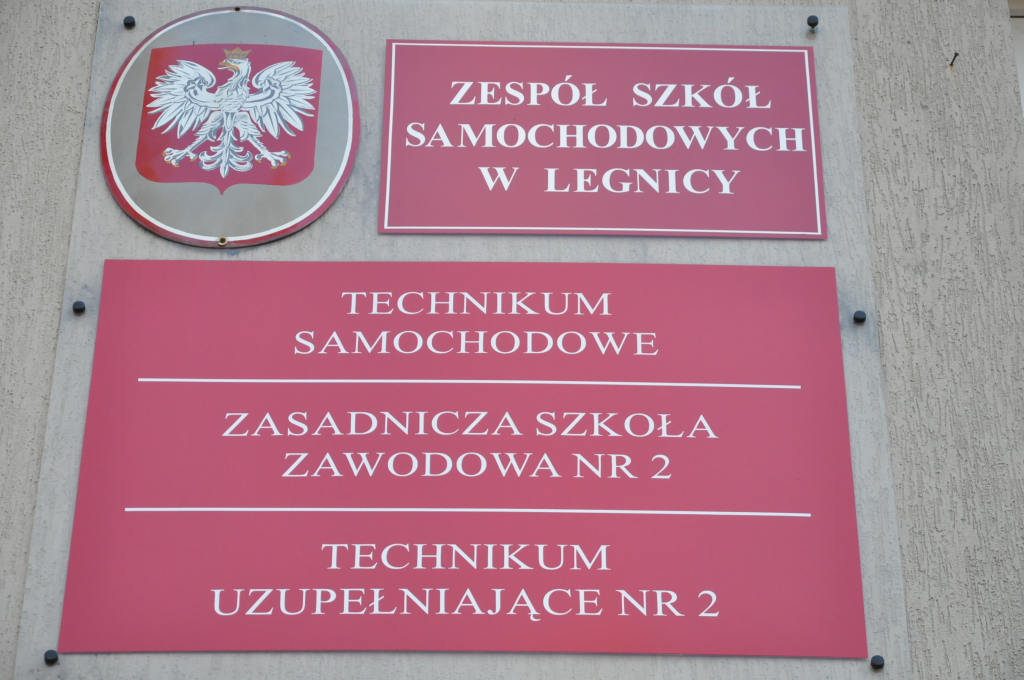 ZESPÓŁ SZKÓŁ
SAMOCHODOWYCH
W LEGNICY
TECHNIKUM
SAMOCHODOWE
ZASADNICZA SZKOŁA
ZAWODOWA NR 2
TECHNIKUM
UZUPEŁNIAJĄCE NR 2